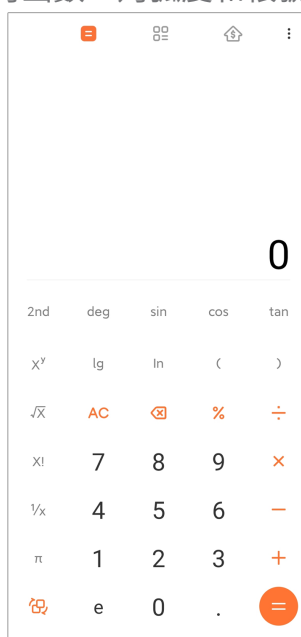 0
2nd deg sin cos tan
Xʸ lg ln ( )
√X AC % ÷
X! 7 8 9 ×
¹/x 4 5 6 −
π 1 2 3 +
e 0 . =